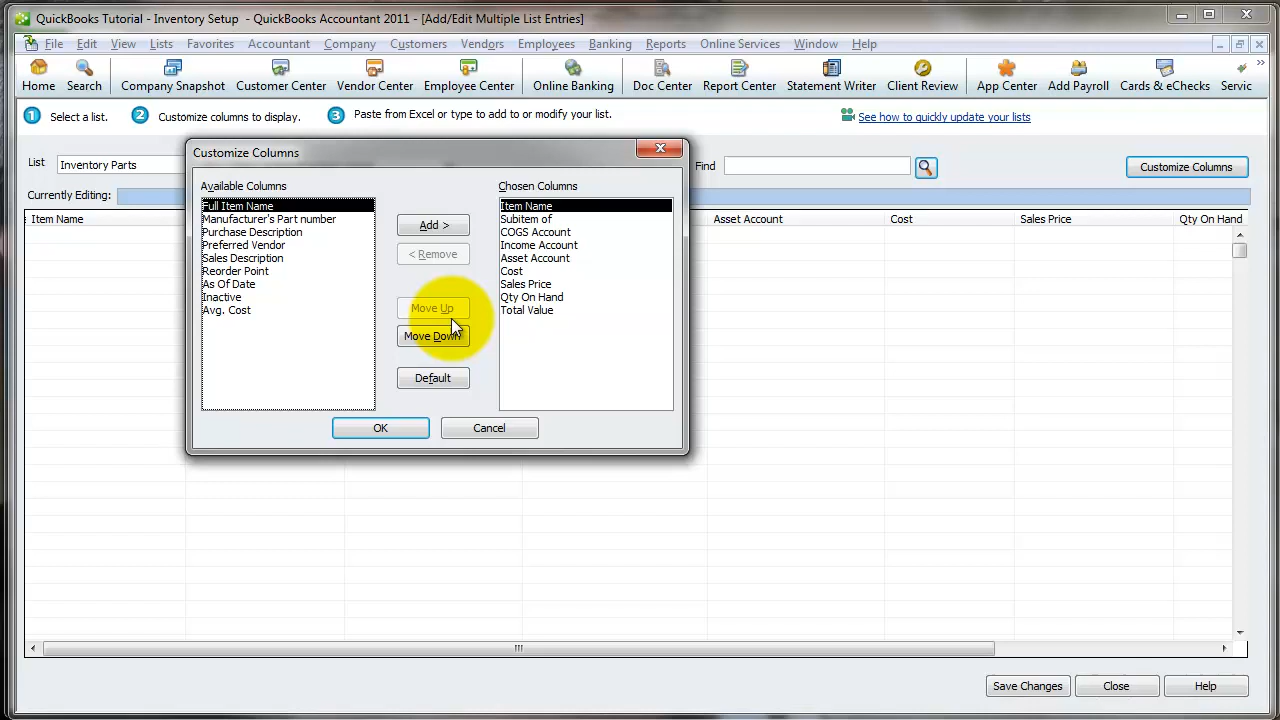 QuickBooks Tutorial - Inventory Setup - QuickBooks Accountant 2011 - [Add/Edit Multiple List Entries]
File Edit View Lists Favorites Accountant Company Customers Vendors Employees Banking Reports Online Services Window Help
Home Search Company Snapshot Customer Center Vendor Center Employee Center Online Banking Doc Center Report Center Statement Writer Client Review App Center Add Payroll Cards & eChecks Servic
1 Select a list. 2 Customize columns to display. 3 Paste from Excel or type to add to or modify your list. See how to quickly update your lists
List Inventory Parts Find Customize Columns
Currently Editing:
Item Name Asset Account Cost Sales Price Qty On Hand
Customize Columns
Available Columns
Full Item Name
Manufacturer's Part number
Purchase Description
Preferred Vendor
Sales Description
Reorder Point
As Of Date
Inactive
Avg. Cost
Add >
< Remove
Move Up
Move Down
Default
Chosen Columns
Item Name
Subitem of
COGS Account
Income Account
Asset Account
Cost
Sales Price
Qty On Hand
Total Value
OK Cancel
Save Changes Close Help